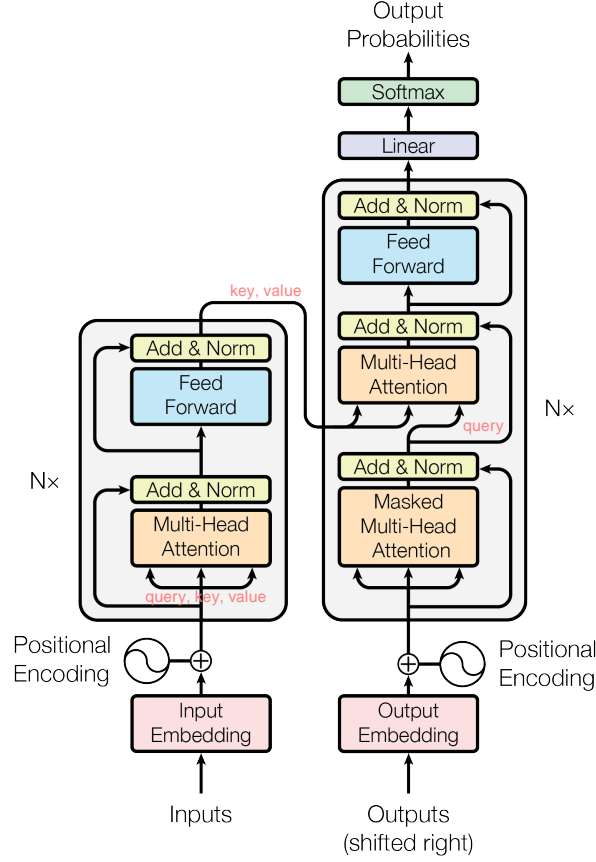 Output
Probabilities
Softmax
Linear
Add & Norm
Feed
Forward
Add & Norm
Multi-Head
Attention
query
Add & Norm
Masked
Multi-Head
Attention
N×
key, value
Add & Norm
Feed
Forward
N×
Add & Norm
Multi-Head
Attention
query, key, value
Positional
Encoding
Positional
Encoding
Input
Embedding
Output
Embedding
Inputs
Outputs
(shifted right)